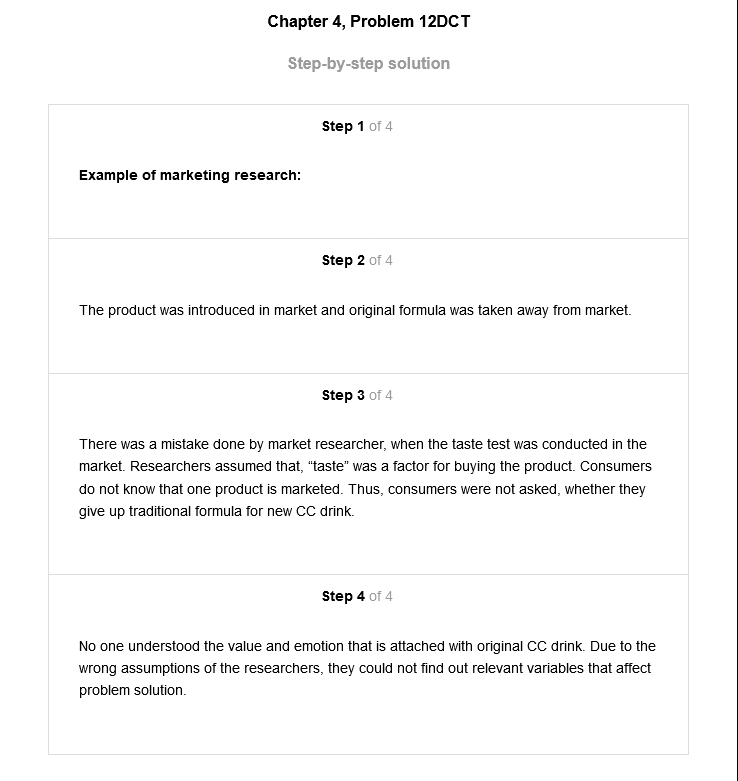 Chapter 4, Problem 12DCT
Step-by-step solution
Step 1 of 4
Example of marketing research:
Step 2 of 4
The product was introduced in market and original formula was taken away from market.
Step 3 of 4
There was a mistake done by market researcher, when the taste test was conducted in the
market. Researchers assumed that, “taste” was a factor for buying the product. Consumers
do not know that one product is marketed. Thus, consumers were not asked, whether they
give up traditional formula for new CC drink.
Step 4 of 4
No one understood the value and emotion that is attached with original CC drink. Due to the
wrong assumptions of the researchers, they could not find out relevant variables that affect
problem solution.